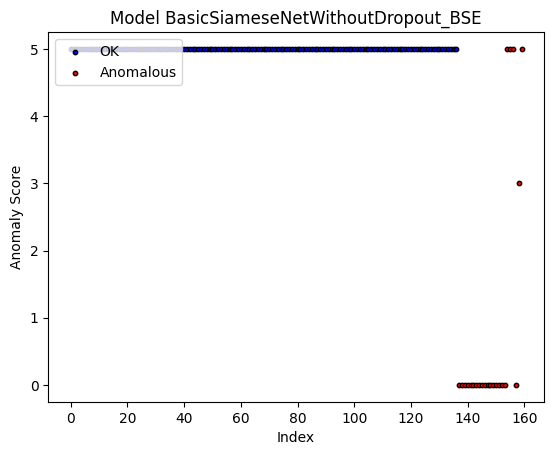 Model BasicSiameseNetWithoutDropout_BSE
OK
Anomalous
Anomaly Score
5
4
3
2
1
0
0 20 40 60 80 100 120 140 160
Index